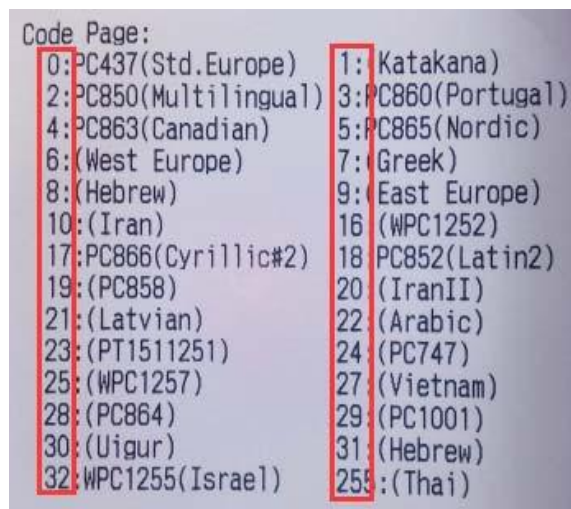 Code Page:
0:PC437(Std.Europe) 1:(Katakana)
2:PC850(Multilingual) 3:PC860(Portugal)
4:PC863(Canadian) 5:PC865(Nordic)
6:(West Europe) 7:(Greek)
8:(Hebrew) 9:(East Europe)
10:(Iran) 16:(WPC1252)
17:PC866(Cyrillic#2) 18:PC852(Latin2)
19:(PC858) 20:(IranII)
21:(Latvian) 22:(Arabic)
23:(PT1511251) 24:(PC747)
25:(WPC1257) 27:(Vietnam)
28:(PC864) 29:(PC1001)
30:(Uigur) 31:(Hebrew)
32:WPC1255(Israel) 255:(Thai)